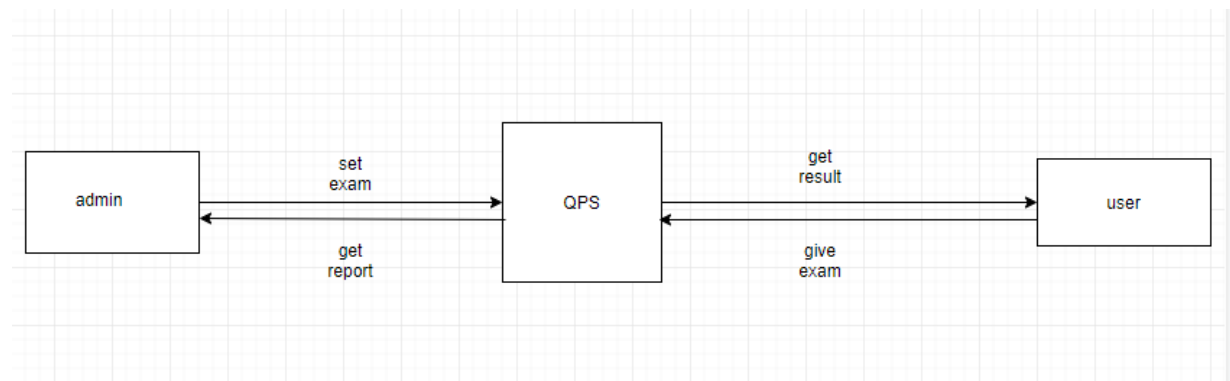 admin
set
exam
get
report
QPS
get
result
give
exam
user